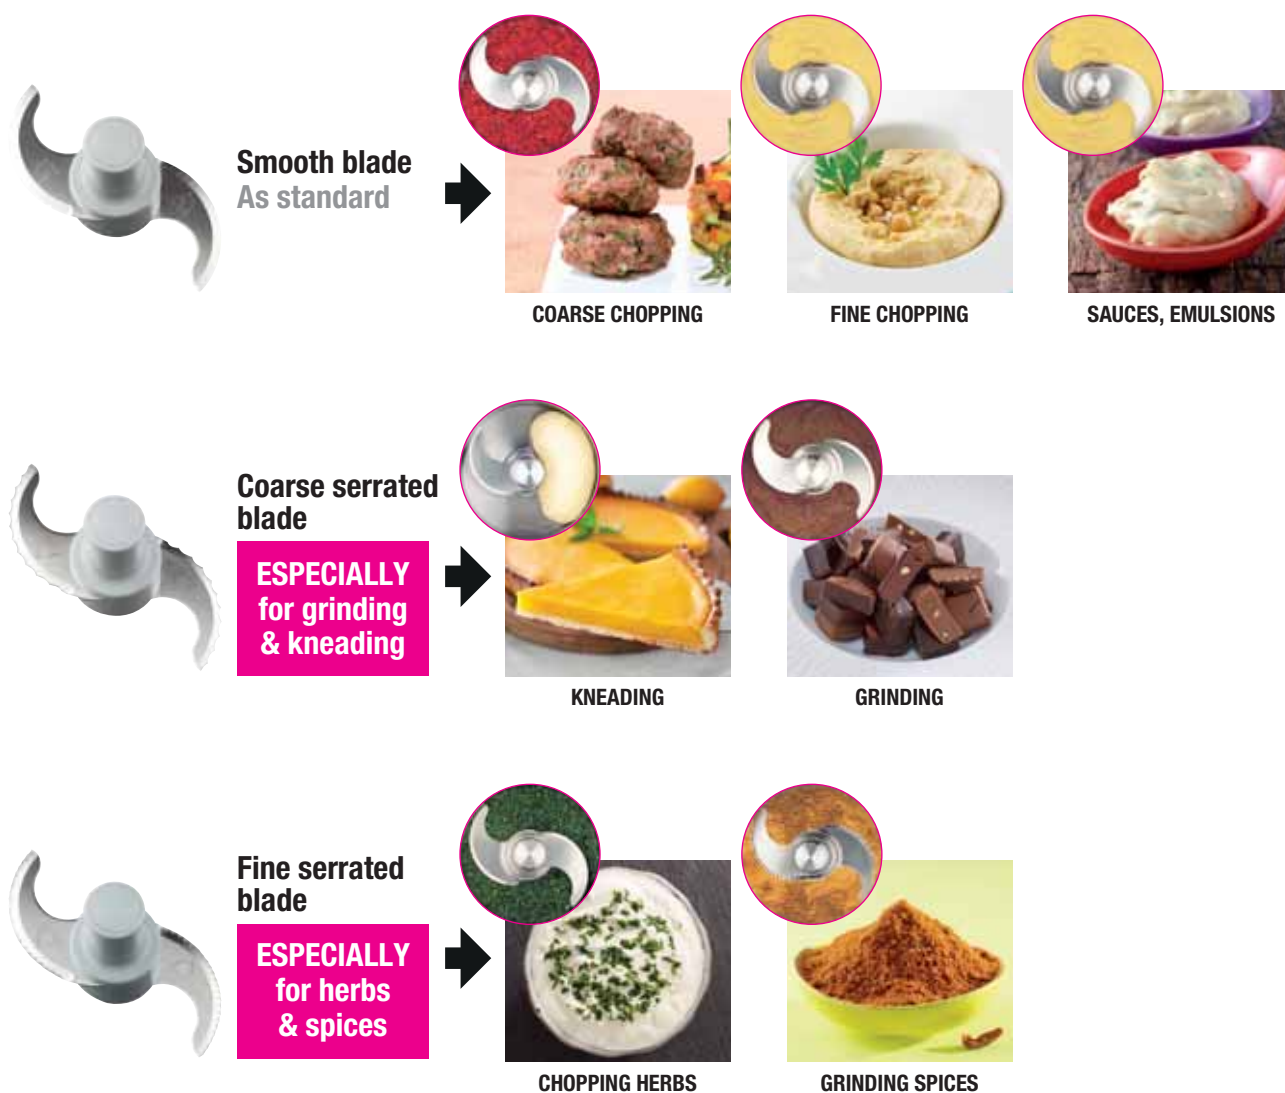 Smooth blade
As standard
COARSE CHOPPING
FINE CHOPPING
SAUCES, EMULSIONS
Coarse serrated
blade
ESPECIALLY
for grinding
& kneading
KNEADING
GRINDING
Fine serrated
blade
ESPECIALLY
for herbs
& spices
CHOPPING HERBS
GRINDING SPICES